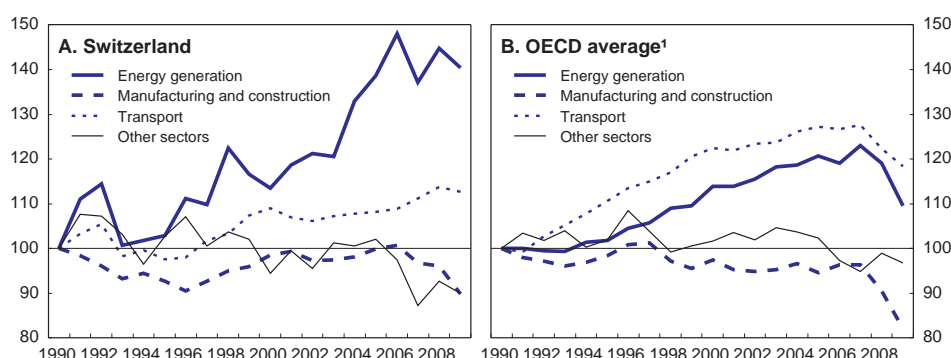 150
140
130
120
110
100
90
80
A. Switzerland
Energy generation
Manufacturing and construction
Transport
Other sectors
1990 1992 1994 1996 1998 2000 2002 2004 2006 2008
B. OECD average¹
Energy generation
Manufacturing and construction
Transport
Other sectors
1990 1992 1994 1996 1998 2000 2002 2004 2006 2008
150
140
130
120
110
100
90
80